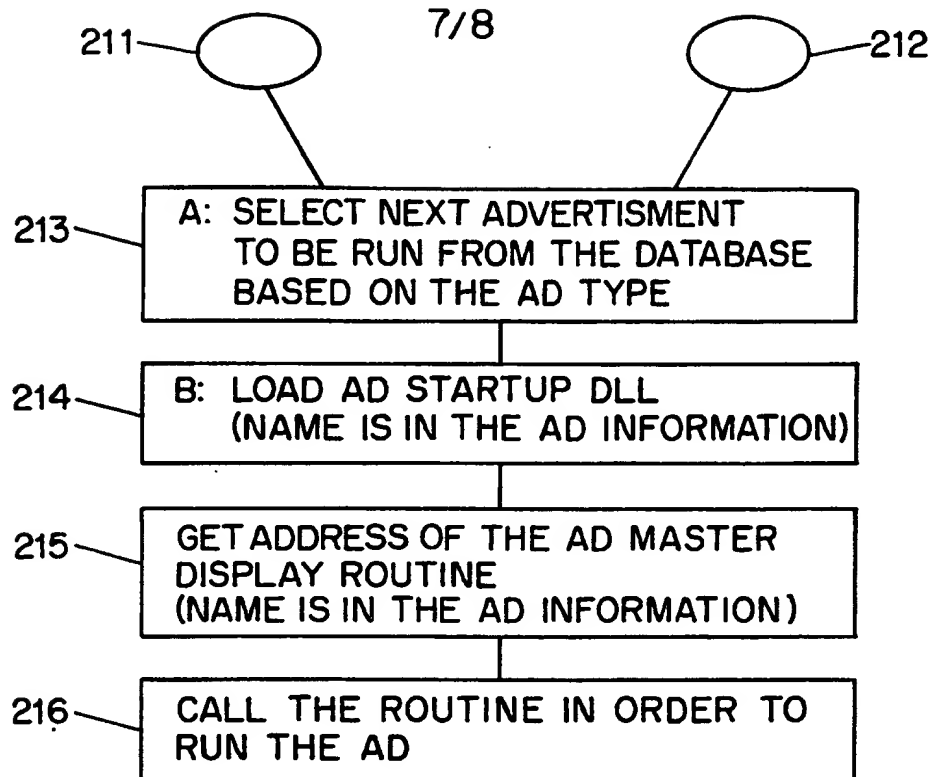 7/8
211
212
213
A: SELECT NEXT ADVERTISMENT
TO BE RUN FROM THE DATABASE
BASED ON THE AD TYPE
214
B: LOAD AD STARTUP DLL
(NAME IS IN THE AD INFORMATION)
215
GET ADDRESS OF THE AD MASTER
DISPLAY ROUTINE
(NAME IS IN THE AD INFORMATION)
216
CALL THE ROUTINE IN ORDER TO
RUN THE AD